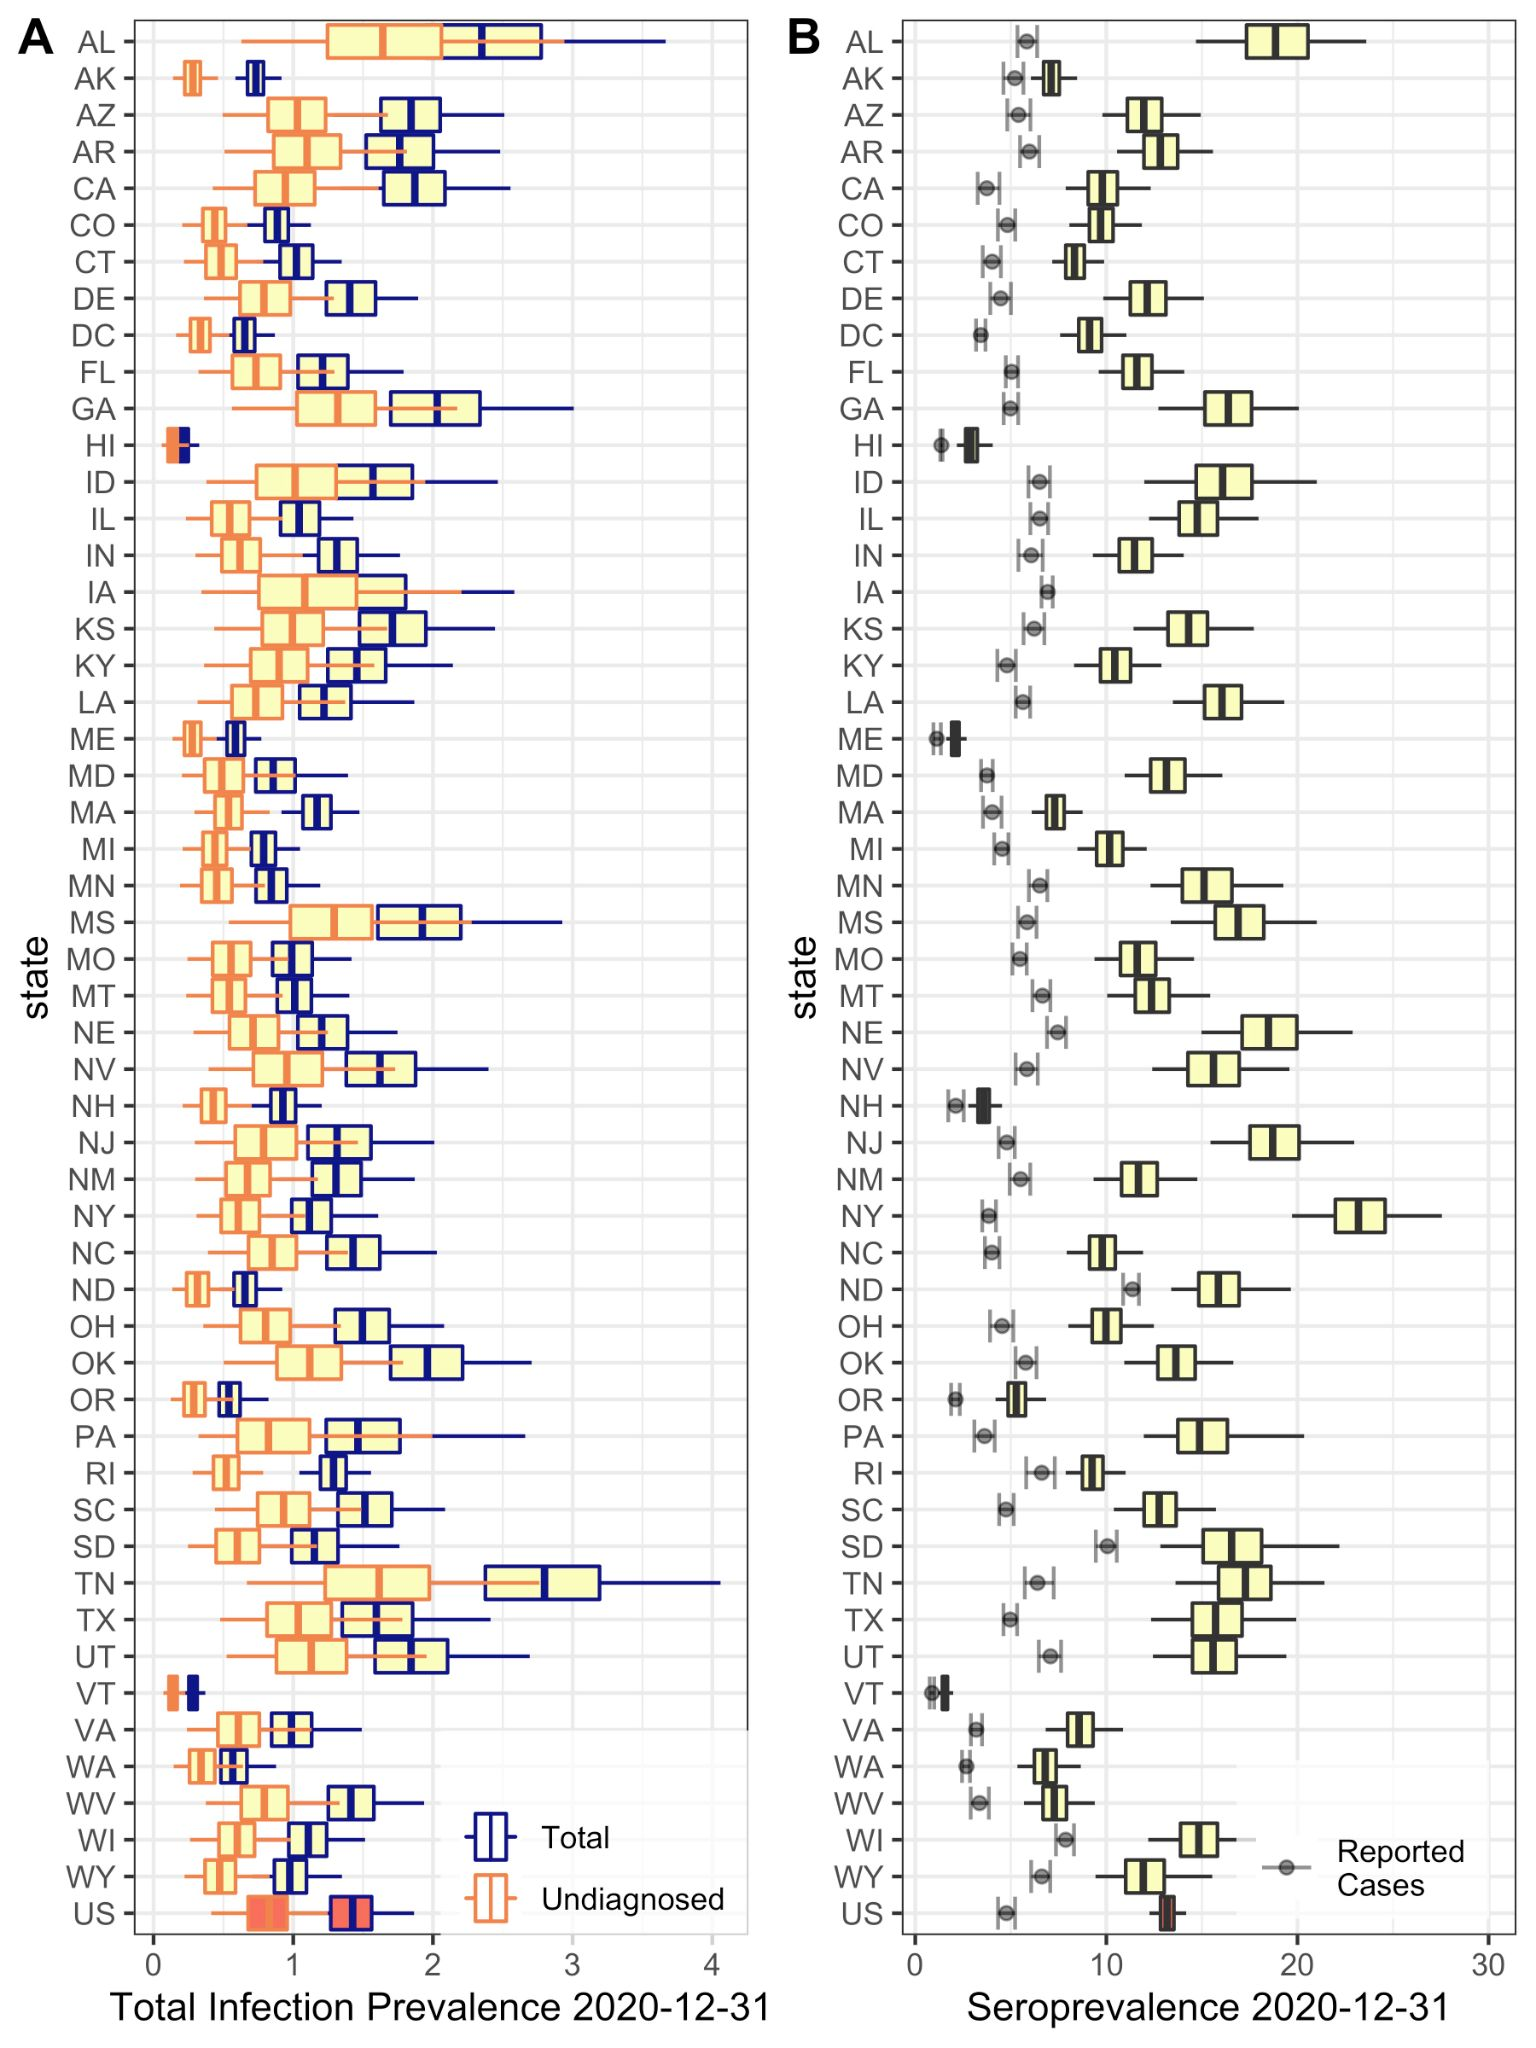 A
AL
AK
AZ
AR
CA
CO
CT
DE
DC
FL
GA
HI
ID
IL
IN
IA
KS
KY
LA
ME
MD
MA
MI
MN
MS
MO
MT
NE
NV
NH
NJ
NM
NY
NC
ND
OH
OK
OR
PA
RI
SC
SD
TN
TX
UT
VT
VA
WA
WV
WI
WY
US
state
Total
Undiagnosed
0 1 2 3 4
Total Infection Prevalence 2020-12-31
B
AL
AK
AZ
AR
CA
CO
CT
DE
DC
FL
GA
HI
ID
IL
IN
IA
KS
KY
LA
ME
MD
MA
MI
MN
MS
MO
MT
NE
NV
NH
NJ
NM
NY
NC
ND
OH
OK
OR
PA
RI
SC
SD
TN
TX
UT
VT
VA
WA
WV
WI
WY
US
state
Reported
Cases
0 10 20 30
Seroprevalence 2020-12-31